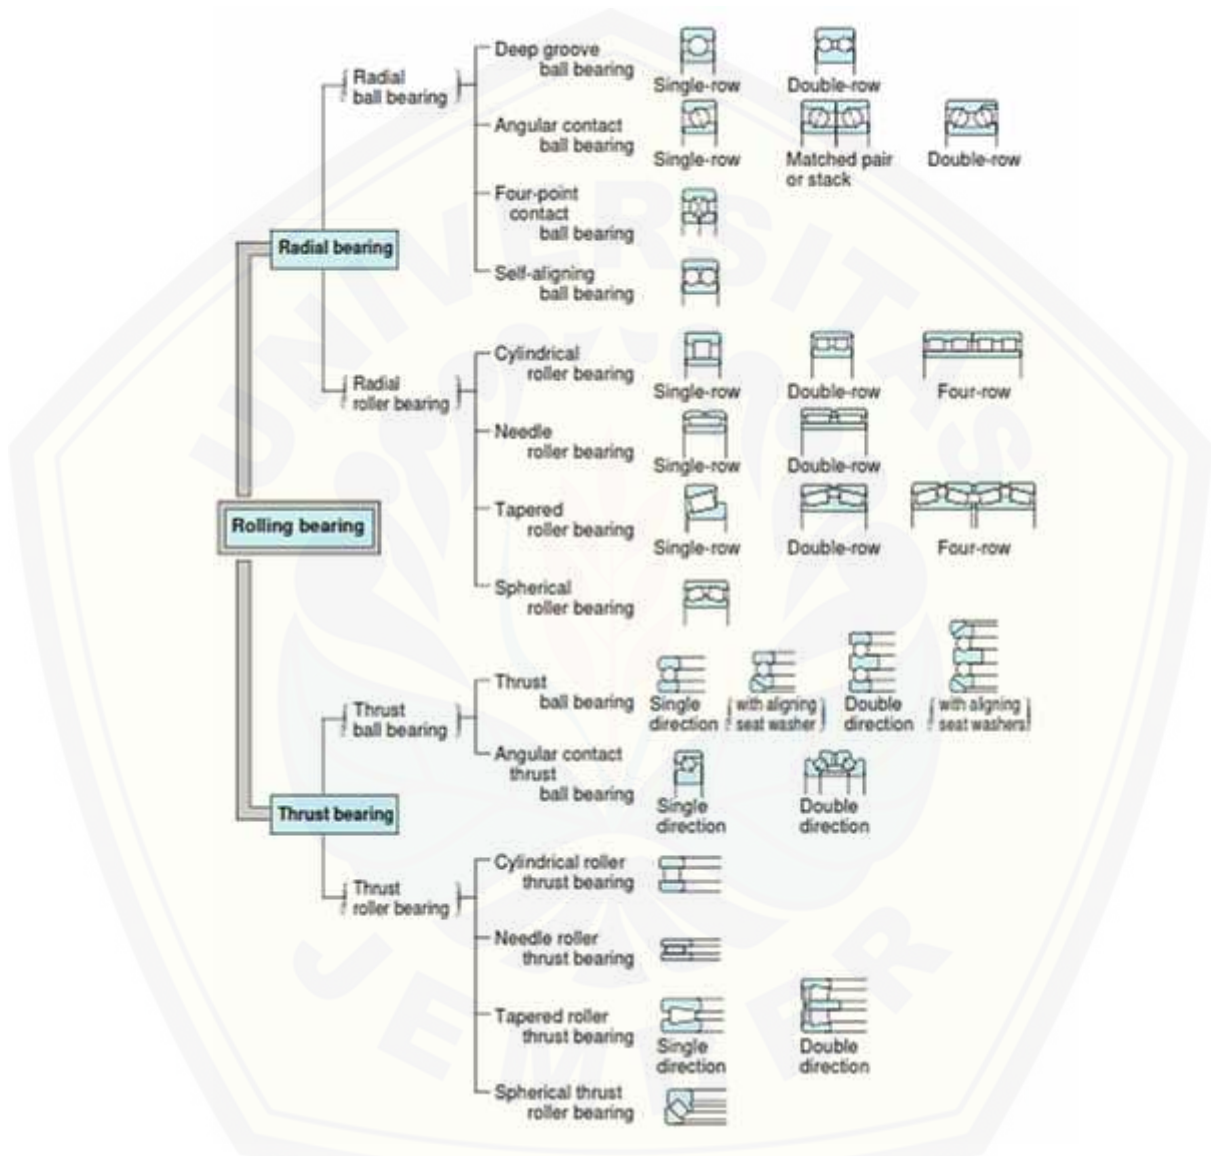 Deep groove
ball bearing
Single-row
Double-row
Radial
ball bearing
Angular contact
ball bearing
Single-row
Matched pair
or stack
Double-row
Four-point
contact
ball bearing
Radial bearing
Self-aligning
ball bearing
Cylindrical
roller bearing
Single-row
Double-row
Four-row
Radial
roller bearing
Needle
roller bearing
Single-row
Double-row
Rolling bearing
Tapered
roller bearing
Single-row
Double-row
Four-row
Spherical
roller bearing
Thrust
ball bearing
Single
direction
(with aligning
seat washer)
Double
direction
(with aligning
seat washers)
Thrust
ball bearing
Angular contact
thrust
ball bearing
Single
direction
Double
direction
Thrust bearing
Cylindrical roller
thrust bearing
Thrust
roller bearing
Needle roller
thrust bearing
Tapered roller
thrust bearing
Single
direction
Double
direction
Spherical thrust
roller bearing
UNIVERSITAS
JEMBER